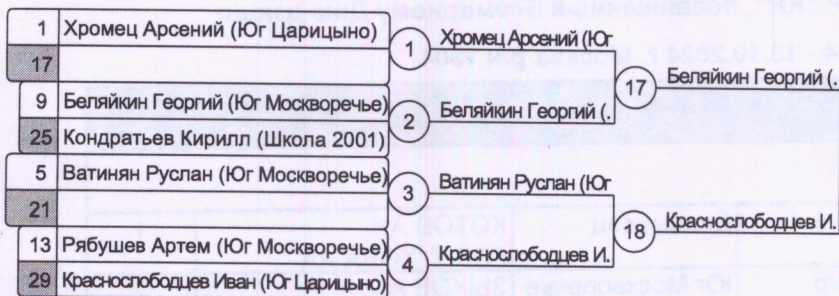 1 Хромец Арсений (Юг Царицыно)
17
1 Хромец Арсений (Юг
9 Беляйкин Георгий (Юг Москворечье)
25 Кондратьев Кирилл (Школа 2001)
2 Беляйкин Георгий (.
17 Беляйкин Георгий (.
5 Ватинян Руслан (Юг Москворечье)
21
3 Ватинян Руслан (Юг
13 Рябушев Артем (Юг Москворечье)
29 Краснослободцев Иван (Юг Царицыно)
4 Краснослободцев И.
18 Краснослободцев И.